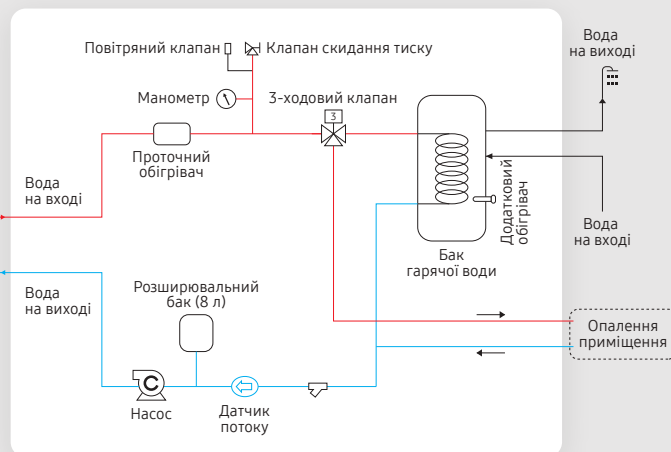 Повітряний клапан
Клапан скидання тиску
Вода
на виході
Манометр
3-ходовий клапан
3
Проточний
обігрівач
Вода
на вході
Додатковий
обігрівач
Вода
на вході
Бак
гарячої води
Вода
на виході
Розширювальний
бак (8 л)
Опалення
приміщення
Насос
Датчик
потоку